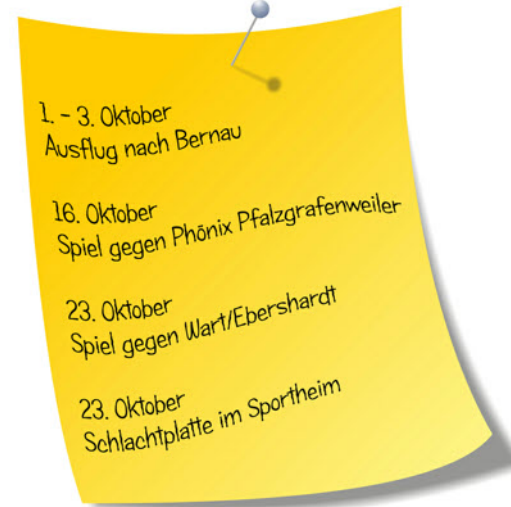 1. - 3. Oktober
Ausflug nach Bernau
16. Oktober
Spiel gegen Phönix Pfalzgrafenweiler
23. Oktober
Spiel gegen Wart/Ebershardt
23. Oktober
Schlachtplatte im Sportheim